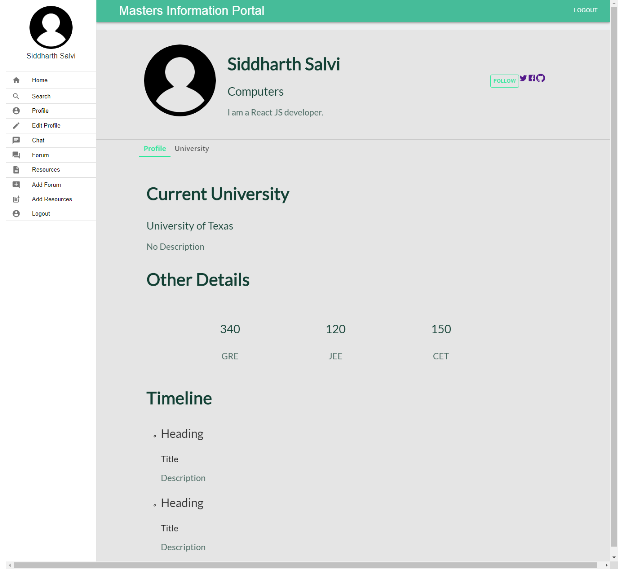 Masters Information Portal
LOGOUT
Siddharth Salvi
Home
Search
Profile
Edit Profile
Chat
Forum
Resources
Add Forum
Add Resources
Logout
Siddharth Salvi
Computers
I am a React JS developer.
FOLLOW
Profile University
Current University
University of Texas
No Description
Other Details
340 120 150
GRE JEE CET
Timeline
Heading
Title
Description
Heading
Title
Description